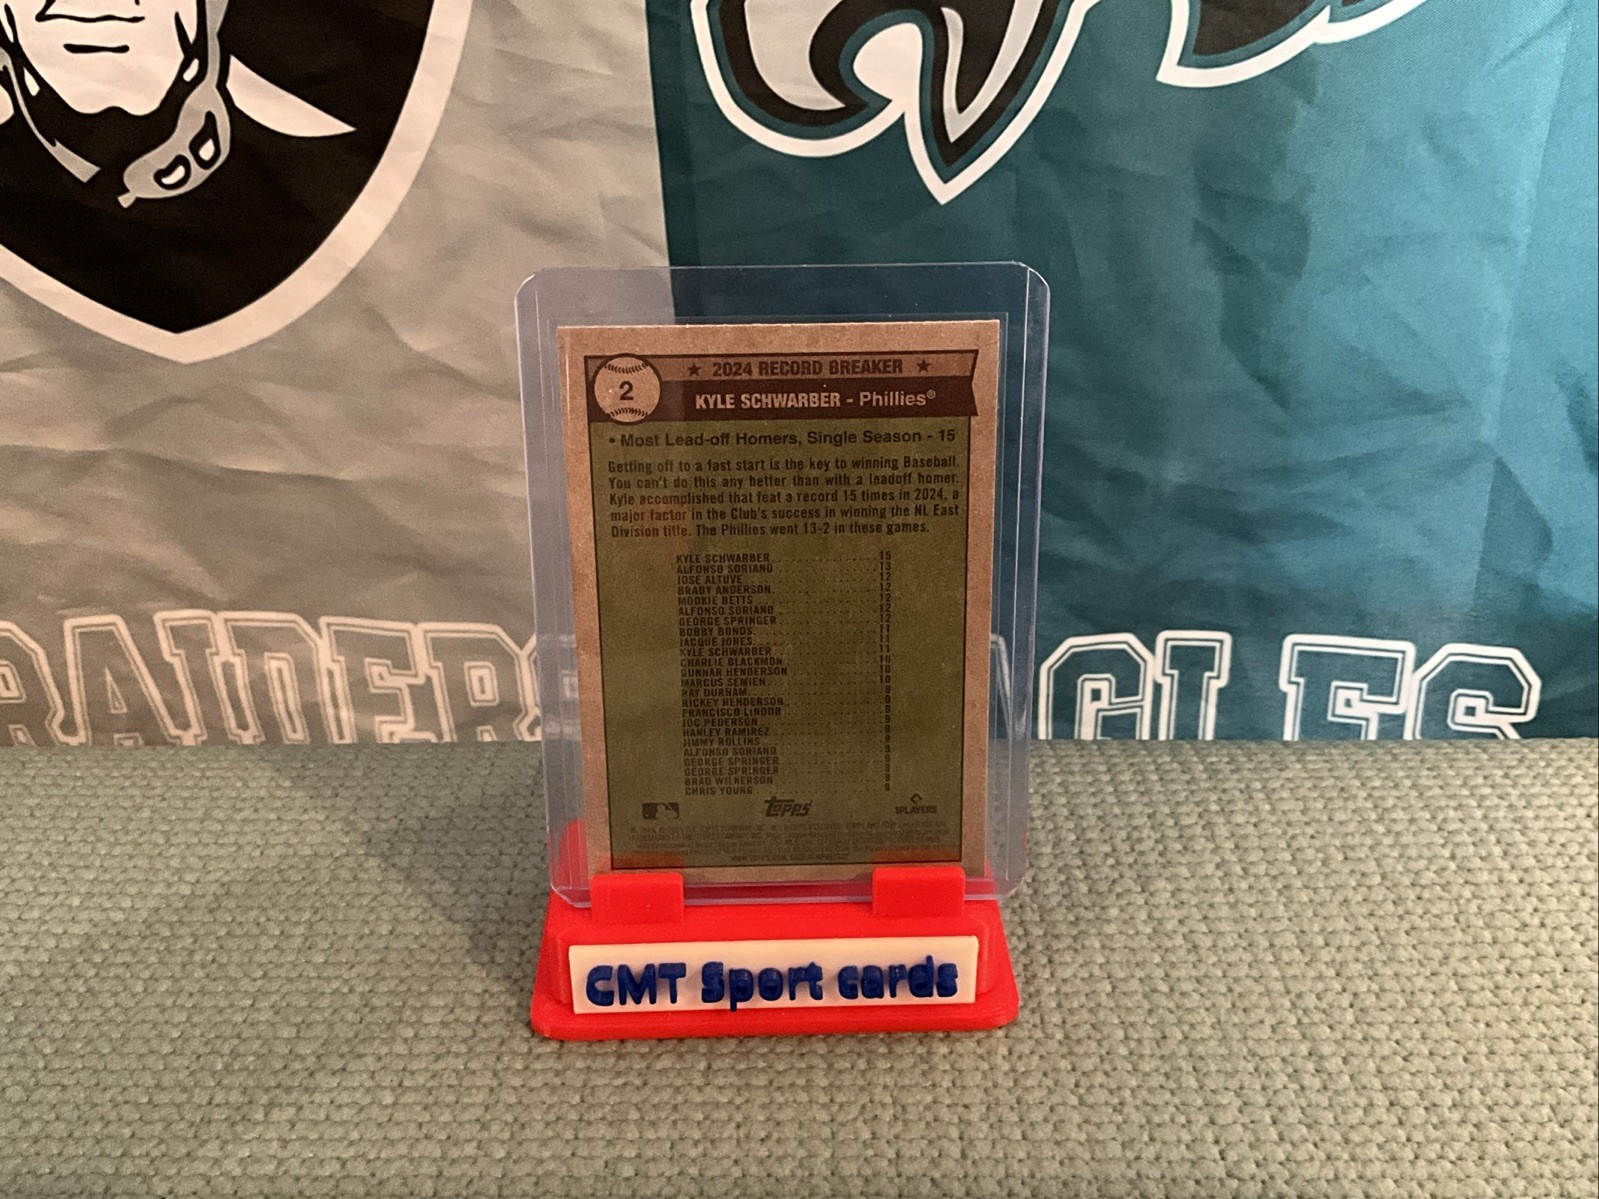 RAIDERS
GLES
2
★ 2024 RECORD BREAKER ★
KYLE SCHWARBER - Phillies®
• Most Lead-off Homers, Single Season - 15
Getting off to a fast start is the key to winning Baseball.
You can't do this any better than with a leadoff homer.
Kyle accomplished that feat a record 15 times in 2024, a
major factor in the Club's success in winning the NL East
Division title. The Phillies went 13-2 in these games.
KYLE SCHWARBER 15
ALFONSO SORIANO 13
JOSE ALTUVE 12
BRADY ANDERSON 12
MOOKIE BETTS 12
ALFONSO SORIANO 12
GEORGE SPRINGER 12
BOBBY BONDS 11
JACQUE JONES 11
KYLE SCHWARBER 11
CHARLIE BLACKMON 10
GUNNAR HENDERSON 10
MARCUS SEMIEN 10
RAY DURHAM 9
RICKEY HENDERSON 9
FRANCISCO LINDOR 9
JOC PEDERSON 9
HANLEY RAMIREZ 9
JIMMY ROLLINS 9
ALFONSO SORIANO 9
GEORGE SPRINGER 9
GEORGE SPRINGER 9
BRAD WILKERSON 9
CHRIS YOUNG 9
topps
PLAYERS
CMT Sport cards